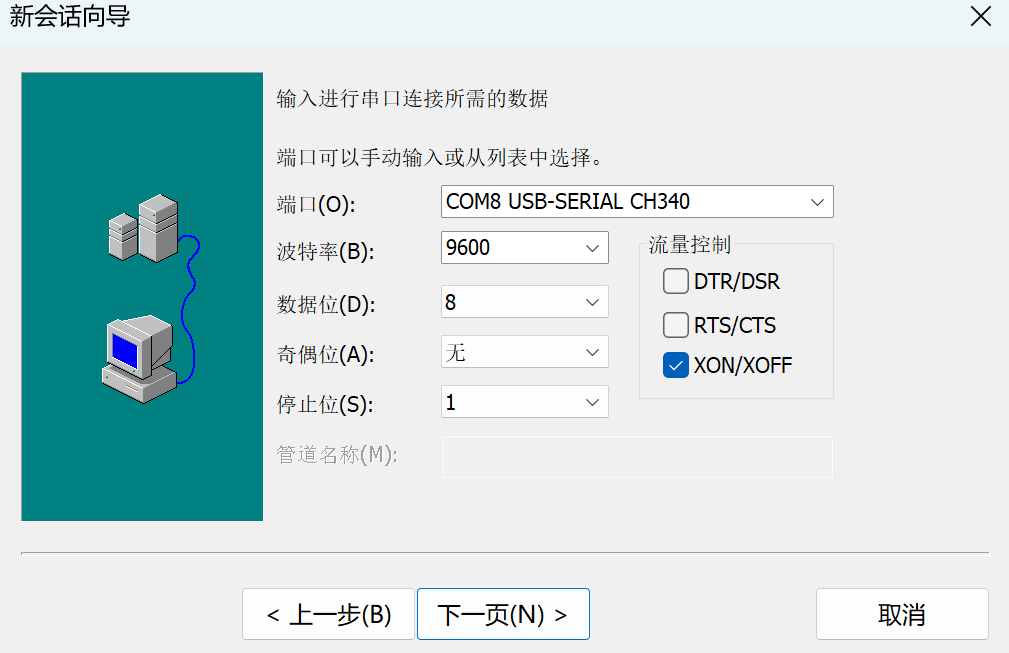 新会话向导
输入进行串口连接所需的数据
端口可以手动输入或从列表中选择。
端口(O): COM8 USB-SERIAL CH340
波特率(B): 9600
流量控制
DTR/DSR
数据位(D): 8
RTS/CTS
奇偶位(A): 无
XON/XOFF
停止位(S): 1
管道名称(M):
< 上一步(B) 下一页(N) > 取消